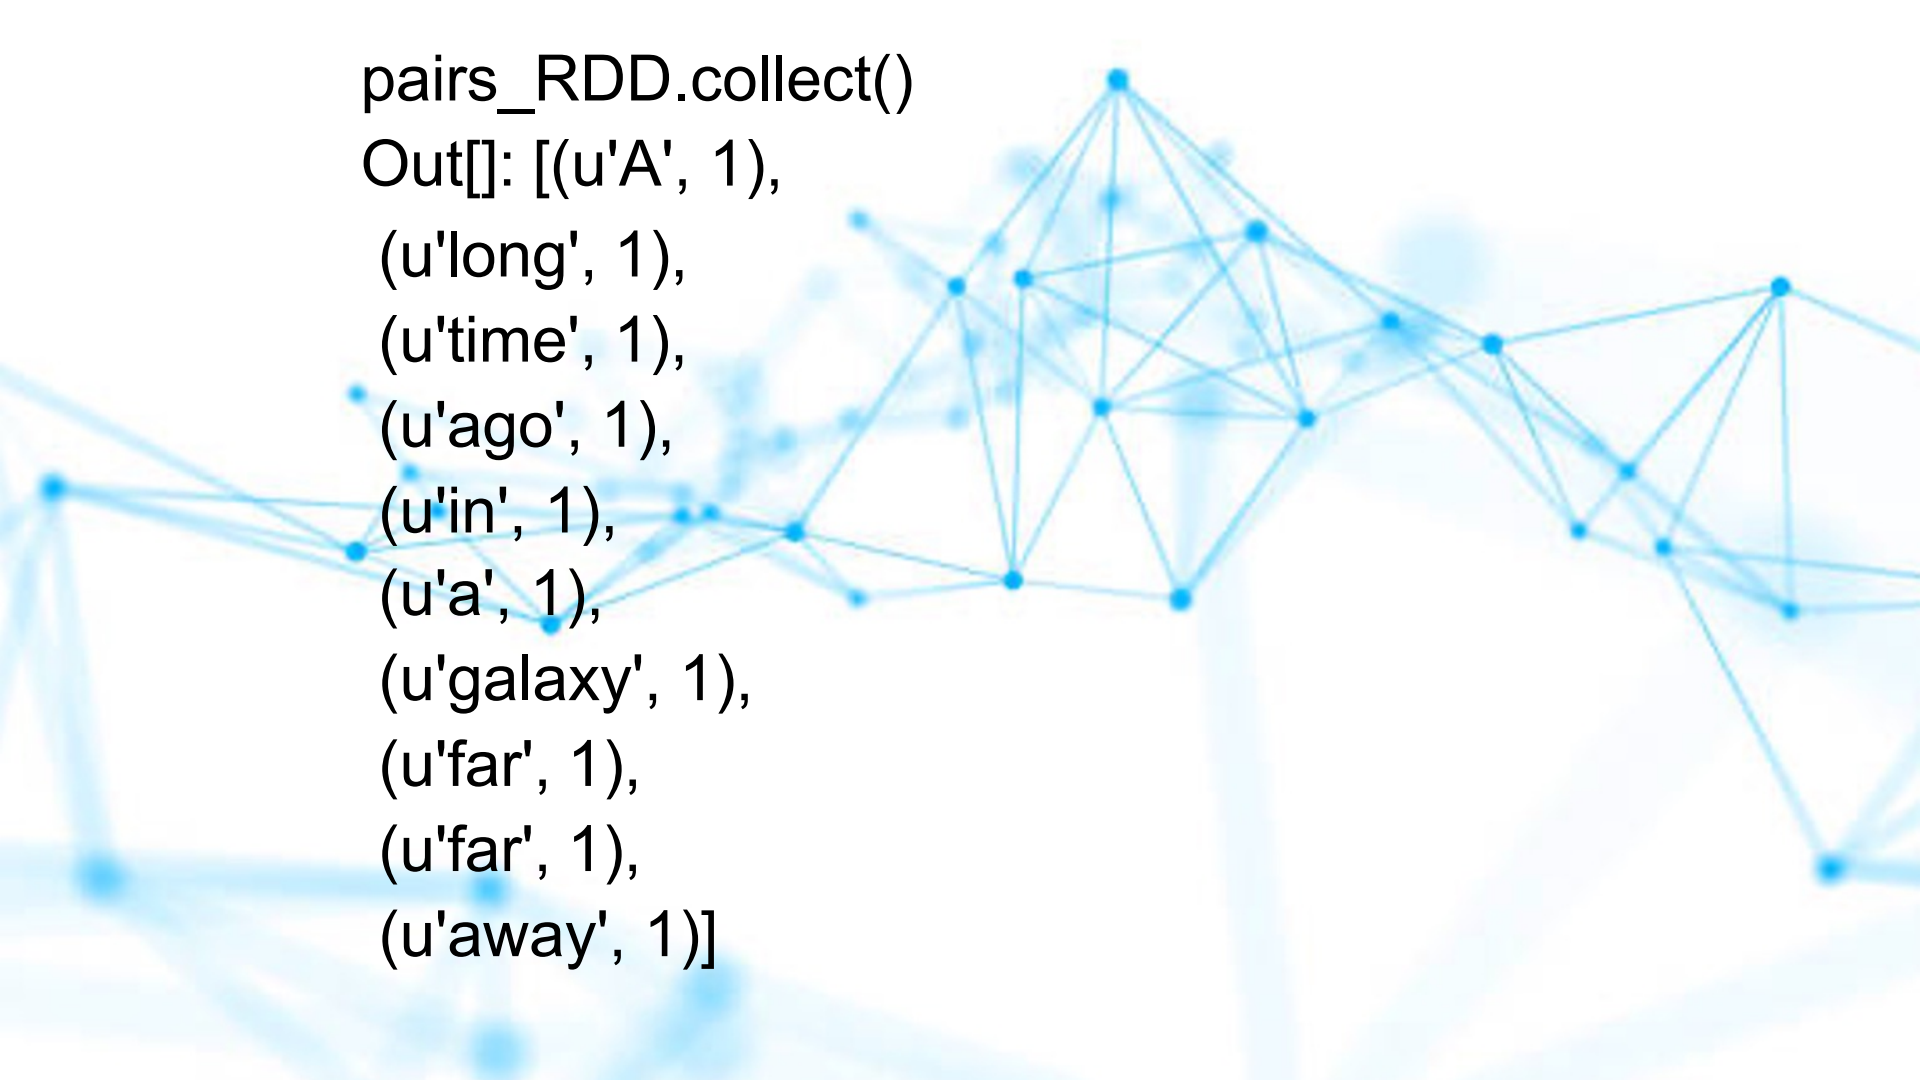 pairs_RDD.collect()
Out[]: [(u'A', 1),
(u'long', 1),
(u'time', 1),
(u'ago', 1),
(u'in', 1),
(u'a', 1),
(u'galaxy', 1),
(u'far', 1),
(u'far', 1),
(u'away', 1)]